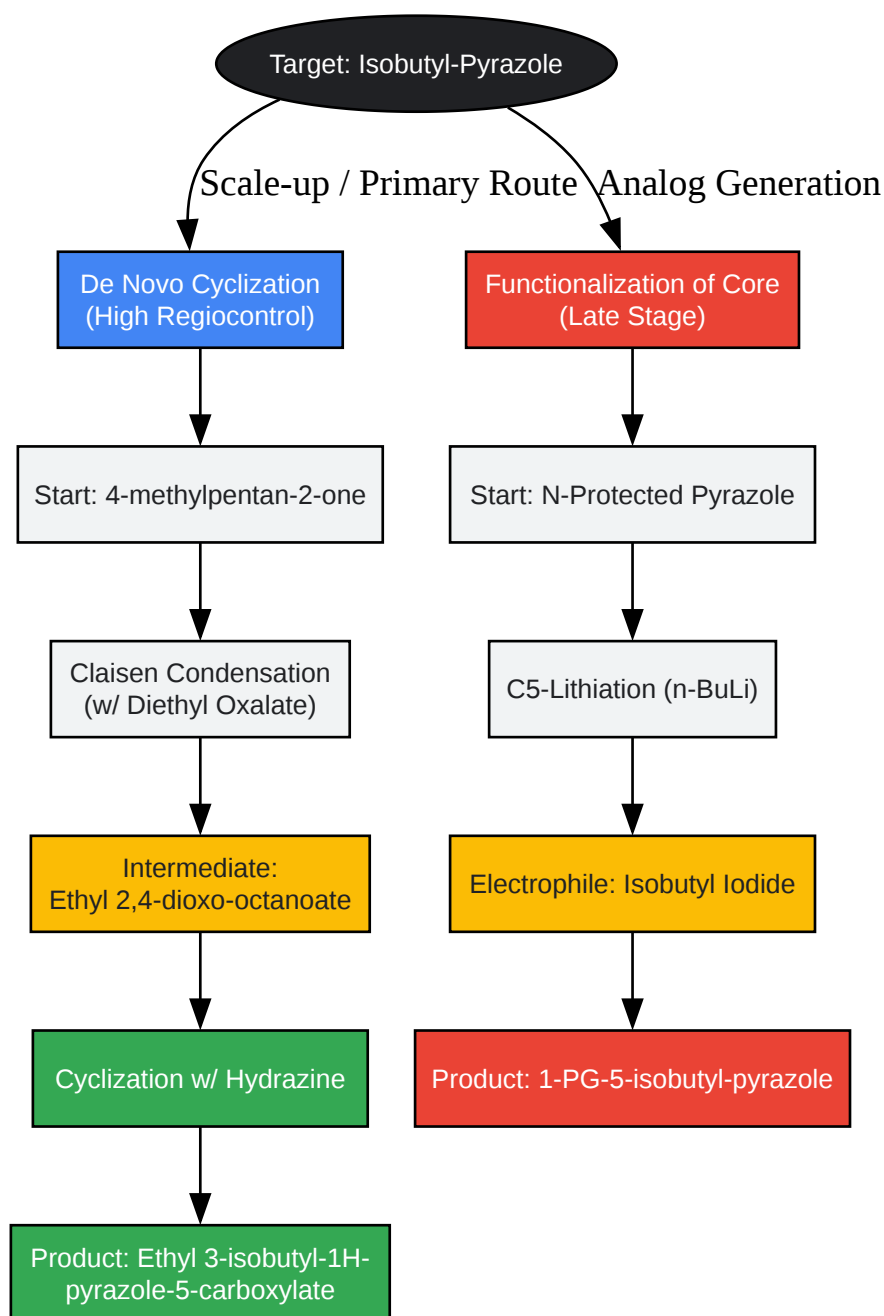 Target: Isobutyl-Pyrazole
Scale-up / Primary Route
Analog Generation
De Novo Cyclization
(High Regiocontrol)
Functionalization of Core
(Late Stage)
Start: 4-methylpentan-2-one
Start: N-Protected Pyrazole
Claisen Condensation
(w/ Diethyl Oxalate)
C5-Lithiation (n-BuLi)
Intermediate:
Ethyl 2,4-dioxo-octanoate
Electrophile: Isobutyl Iodide
Cyclization w/ Hydrazine
Product: 1-PG-5-isobutyl-pyrazole
Product: Ethyl 3-isobutyl-1H-
pyrazole-5-carboxylate